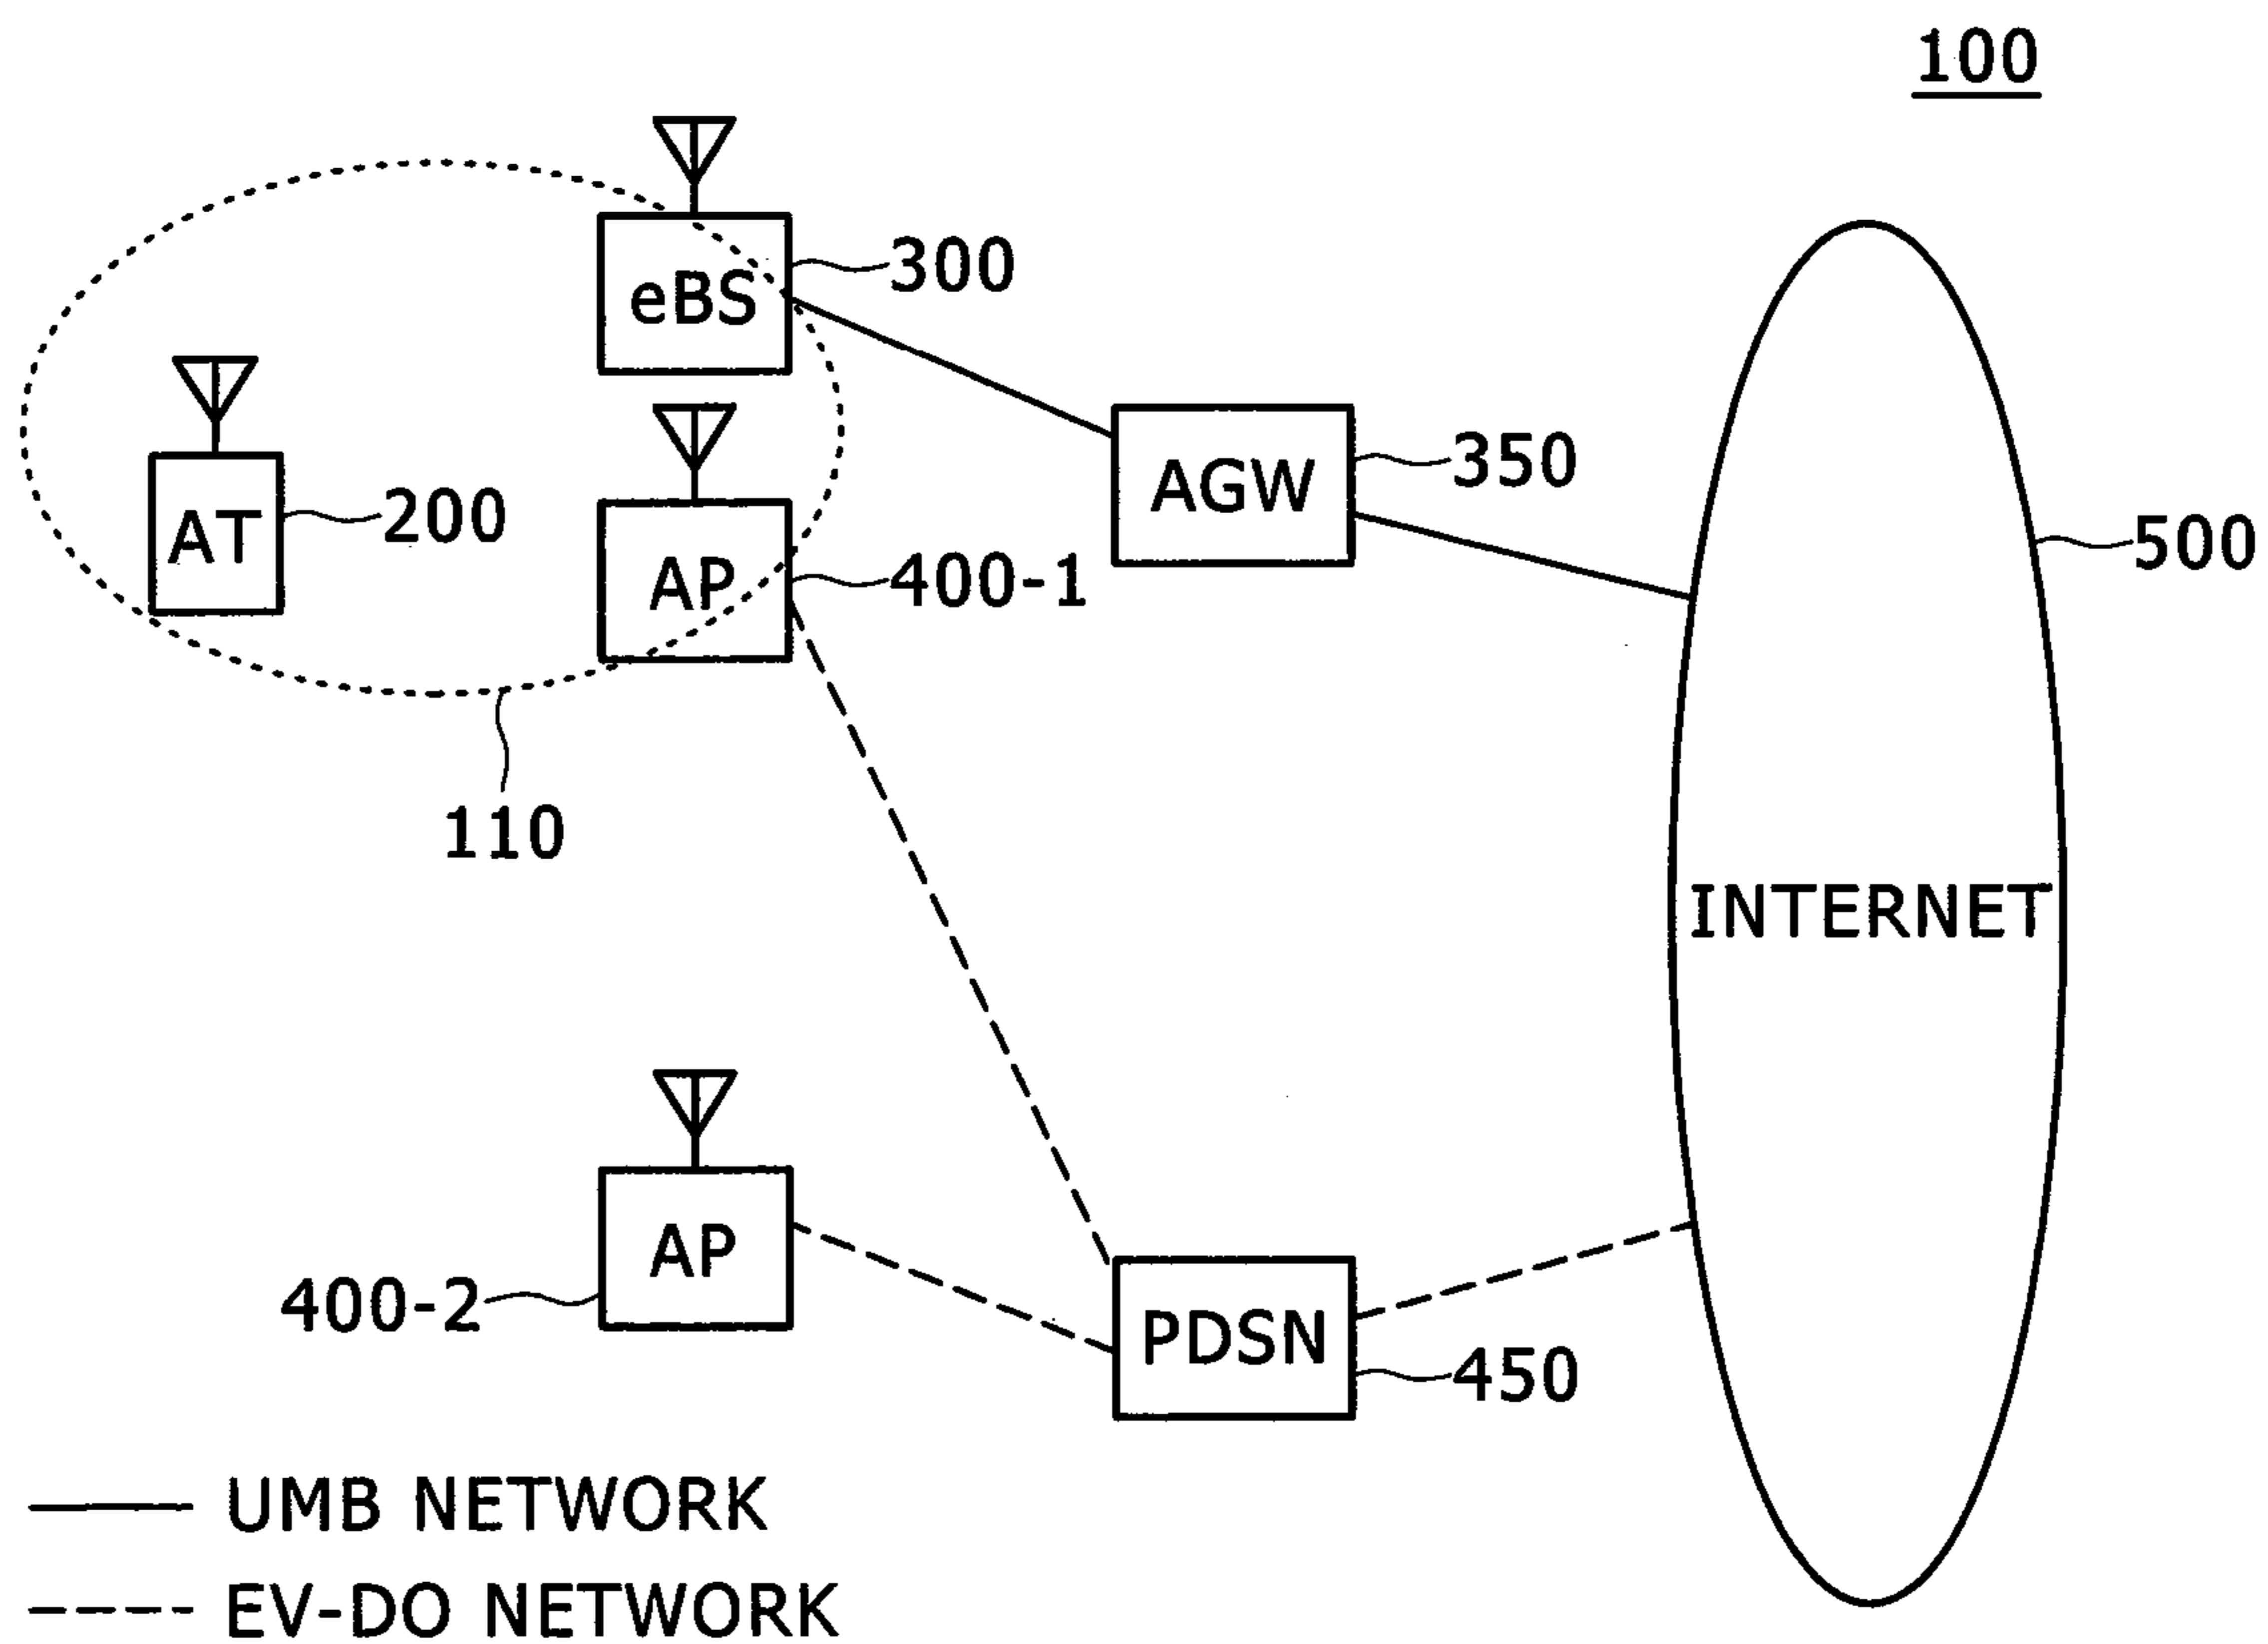 100
eBS
300
AT
200
AP
400-1
AGW
350
500
110
INTERNET
AP
400-2
PDSN
450
UMB NETWORK
EV-DO NETWORK